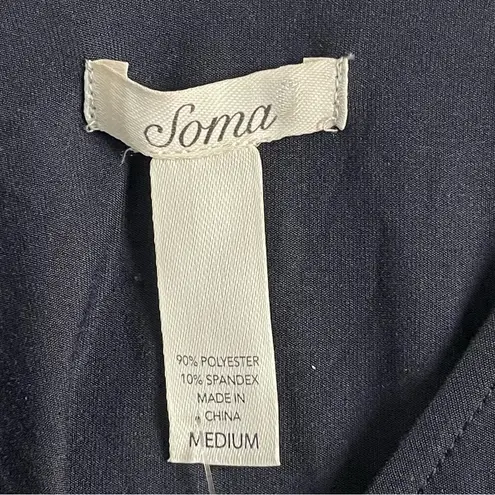 Soma
90% POLYESTER
10% SPANDEX
MADE IN
CHINA
MEDIUM